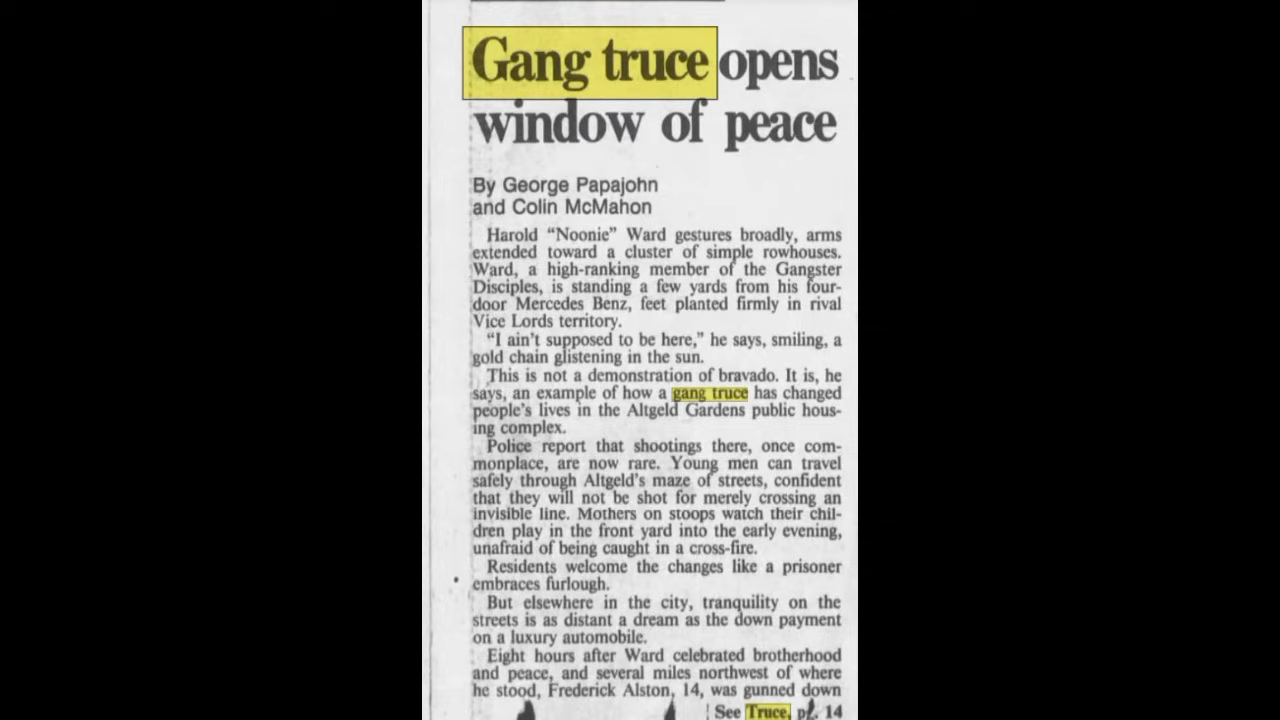 Gang truce opens
window of peace
By George Papajohn
and Colin McMahon
Harold “Noonie” Ward gestures broadly, arms
extended toward a cluster of simple rowhouses.
Ward, a high-ranking member of the Gangster
Disciples, is standing a few yards from his four-
door Mercedes Benz, feet planted firmly in rival
Vice Lords territory.
“I ain't supposed to be here,” he says, smiling, a
gold chain glistening in the sun.
This is not a demonstration of bravado. It is, he
says, an example of how a gang truce has changed
people's lives in the Altgeld Gardens public hous-
ing complex.
Police report that shootings there, once com-
monplace, are now rare. Young men can travel
safely through Altgeld's maze of streets, confident
that they will not be shot for merely crossing an
invisible line. Mothers on stoops watch their chil-
dren play in the front yard into the early evening,
unafraid of being caught in a cross-fire.
Residents welcome the changes like a prisoner
embraces furlough.
But elsewhere in the city, tranquility on the
streets is as distant a dream as the down payment
on a luxury automobile.
Eight hours after Ward celebrated brotherhood
and peace, and several miles northwest of where
he stood, Frederick Alston, 14, was gunned down
See Truce, pg. 14